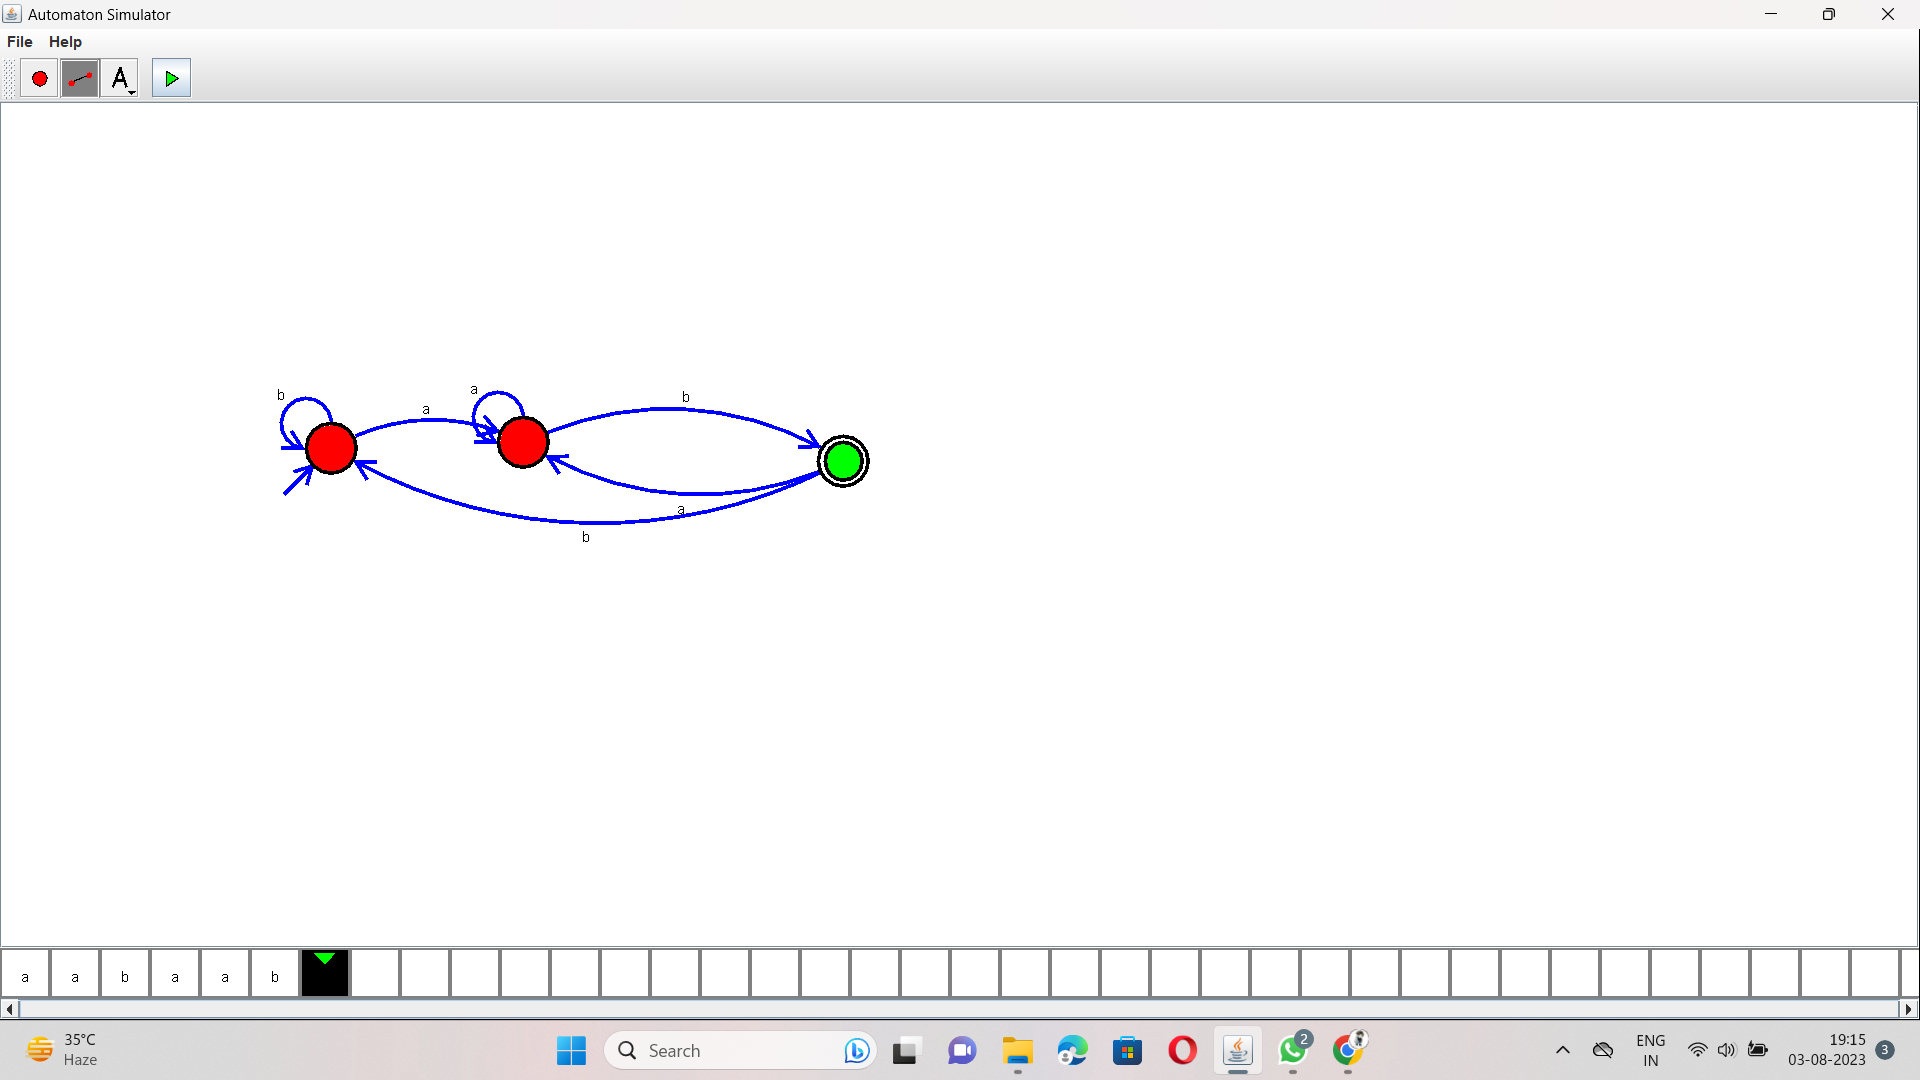 Automaton Simulator
File Help
A
b
a
a
b
a
b
a a b a a b
35°C
Haze
Search
2
ENG
IN
19:15
03-08-2023
3